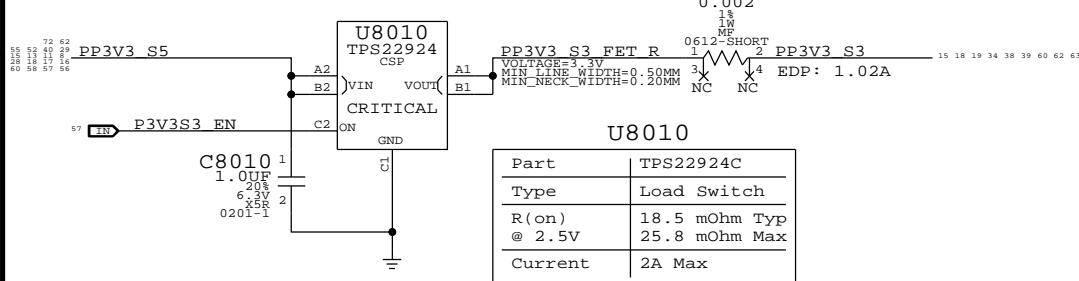 0.002
1%
1W
MF
0612-SHORT
72 62
55 52 40 29
15 13 11 8
28 18 17 16
60 58 57 56
PP3V3_S5
U8010
TPS22924
CSP
A2
B2
VIN
VOUT
A1
B1
CRITICAL
C2
ON
GND
C1
PP3V3_S3_FET_R
VOLTAGE=3.3V
MIN_LINE_WIDTH=0.50MM
MIN_NECK_WIDTH=0.20MM
1
2
3
4
NC
NC
PP3V3_S3
EDP: 1.02A
15 18 19 34 38 39 60 62 63
57
IN
P3V3S3_EN
C8010
1.0UF
20%
6.3V
X5R
0201-1
1
2
U8010
Part TPS22924C
Type Load Switch
R(on) 18.5 mOhm Typ
@ 2.5V 25.8 mOhm Max
Current 2A Max